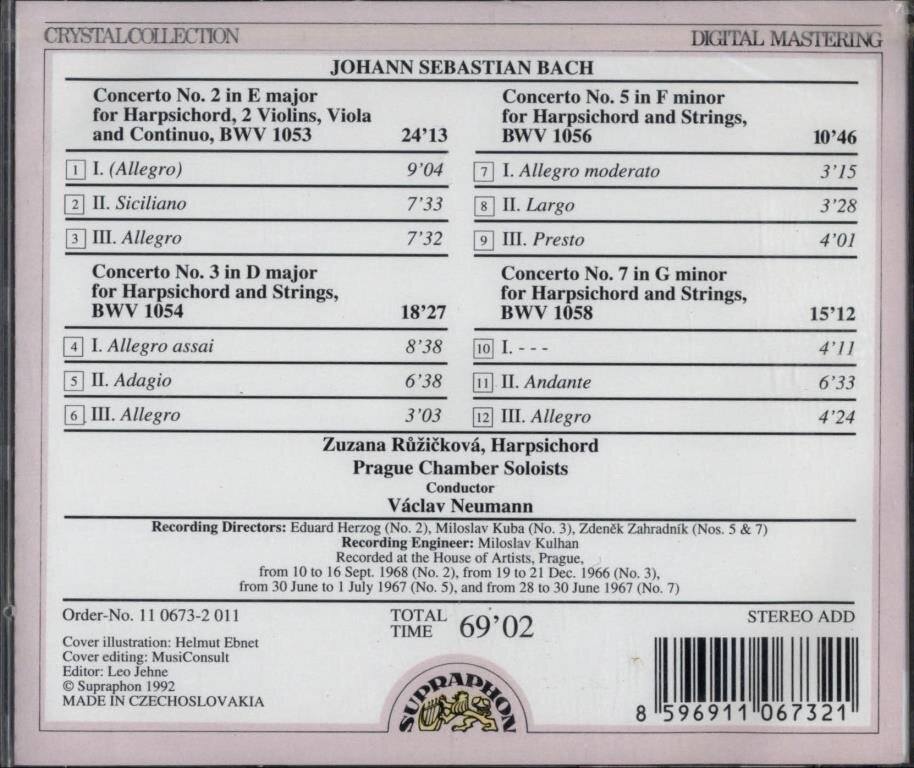 CRYSTALCOLLECTION
DIGITAL MASTERING
JOHANN SEBASTIAN BACH
Concerto No. 2 in E major
for Harpsichord, 2 Violins, Viola
and Continuo, BWV 1053 24'13
1 I. (Allegro) 9'04
2 II. Siciliano 7'33
3 III. Allegro 7'32
Concerto No. 3 in D major
for Harpsichord and Strings,
BWV 1054 18'27
4 I. Allegro assai 8'38
5 II. Adagio 6'38
6 III. Allegro 3'03
Concerto No. 5 in F minor
for Harpsichord and Strings,
BWV 1056 10'46
7 I. Allegro moderato 3'15
8 II. Largo 3'28
9 III. Presto 4'01
Concerto No. 7 in G minor
for Harpsichord and Strings,
BWV 1058 15'12
10 I. - - - 4'11
11 II. Andante 6'33
12 III. Allegro 4'24
Zuzana Růžičková, Harpsichord
Prague Chamber Soloists
Conductor
Václav Neumann
Recording Directors: Eduard Herzog (No. 2), Miloslav Kuba (No. 3), Zdeněk Zahradník (Nos. 5 & 7)
Recording Engineer: Miloslav Kulhan
Recorded at the House of Artists, Prague,
from 10 to 16 Sept. 1968 (No. 2), from 19 to 21 Dec. 1966 (No. 3),
from 30 June to 1 July 1967 (No. 5), and from 28 to 30 June 1967 (No. 7)
Order-No. 11 0673-2 011
TOTAL
TIME 69'02
STEREO ADD
Cover illustration: Helmut Ebnet
Cover editing: MusiConsult
Editor: Leo Jehne
© Supraphon 1992
MADE IN CZECHOSLOVAKIA
SUPRAPHON
8 596911 067321